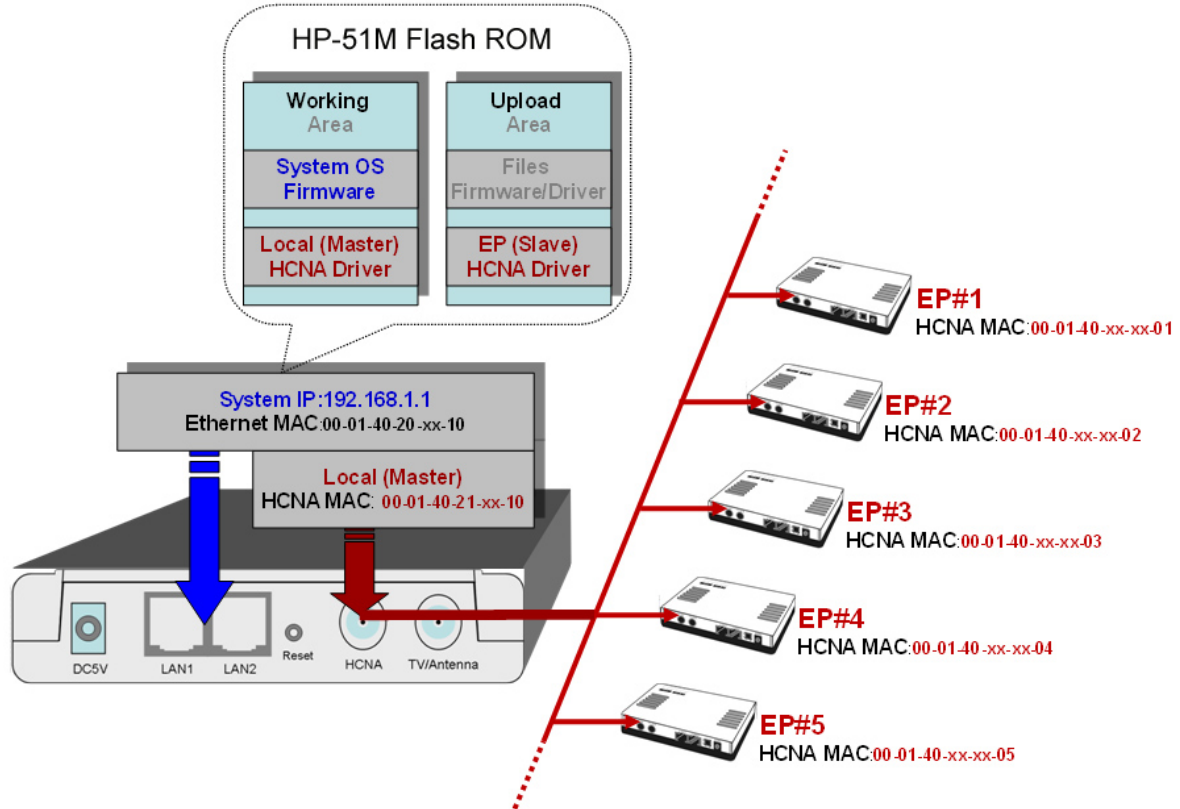 HP-51M Flash ROM
Working
Area
System OS
Firmware
Local (Master)
HCNA Driver
Upload
Area
Files
Firmware/Driver
EP (Slave)
HCNA Driver
System IP:192.168.1.1
Ethernet MAC:00-01-40-20-xx-10
Local (Master)
HCNA MAC: 00-01-40-21-xx-10
DC5V
LAN1
LAN2
Reset
HCNA
TV/Antenna
EP#1
HCNA MAC:00-01-40-xx-xx-01
EP#2
HCNA MAC:00-01-40-xx-xx-02
EP#3
HCNA MAC:00-01-40-xx-xx-03
EP#4
HCNA MAC:00-01-40-xx-xx-04
EP#5
HCNA MAC:00-01-40-xx-xx-05